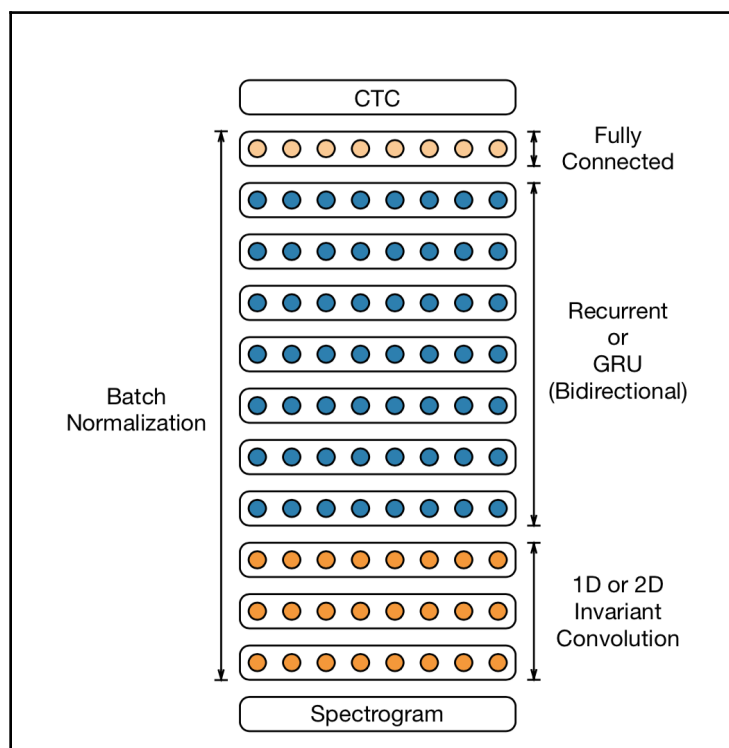 CTC
Fully
Connected
Recurrent
or
GRU
(Bidirectional)
Batch
Normalization
1D or 2D
Invariant
Convolution
Spectrogram